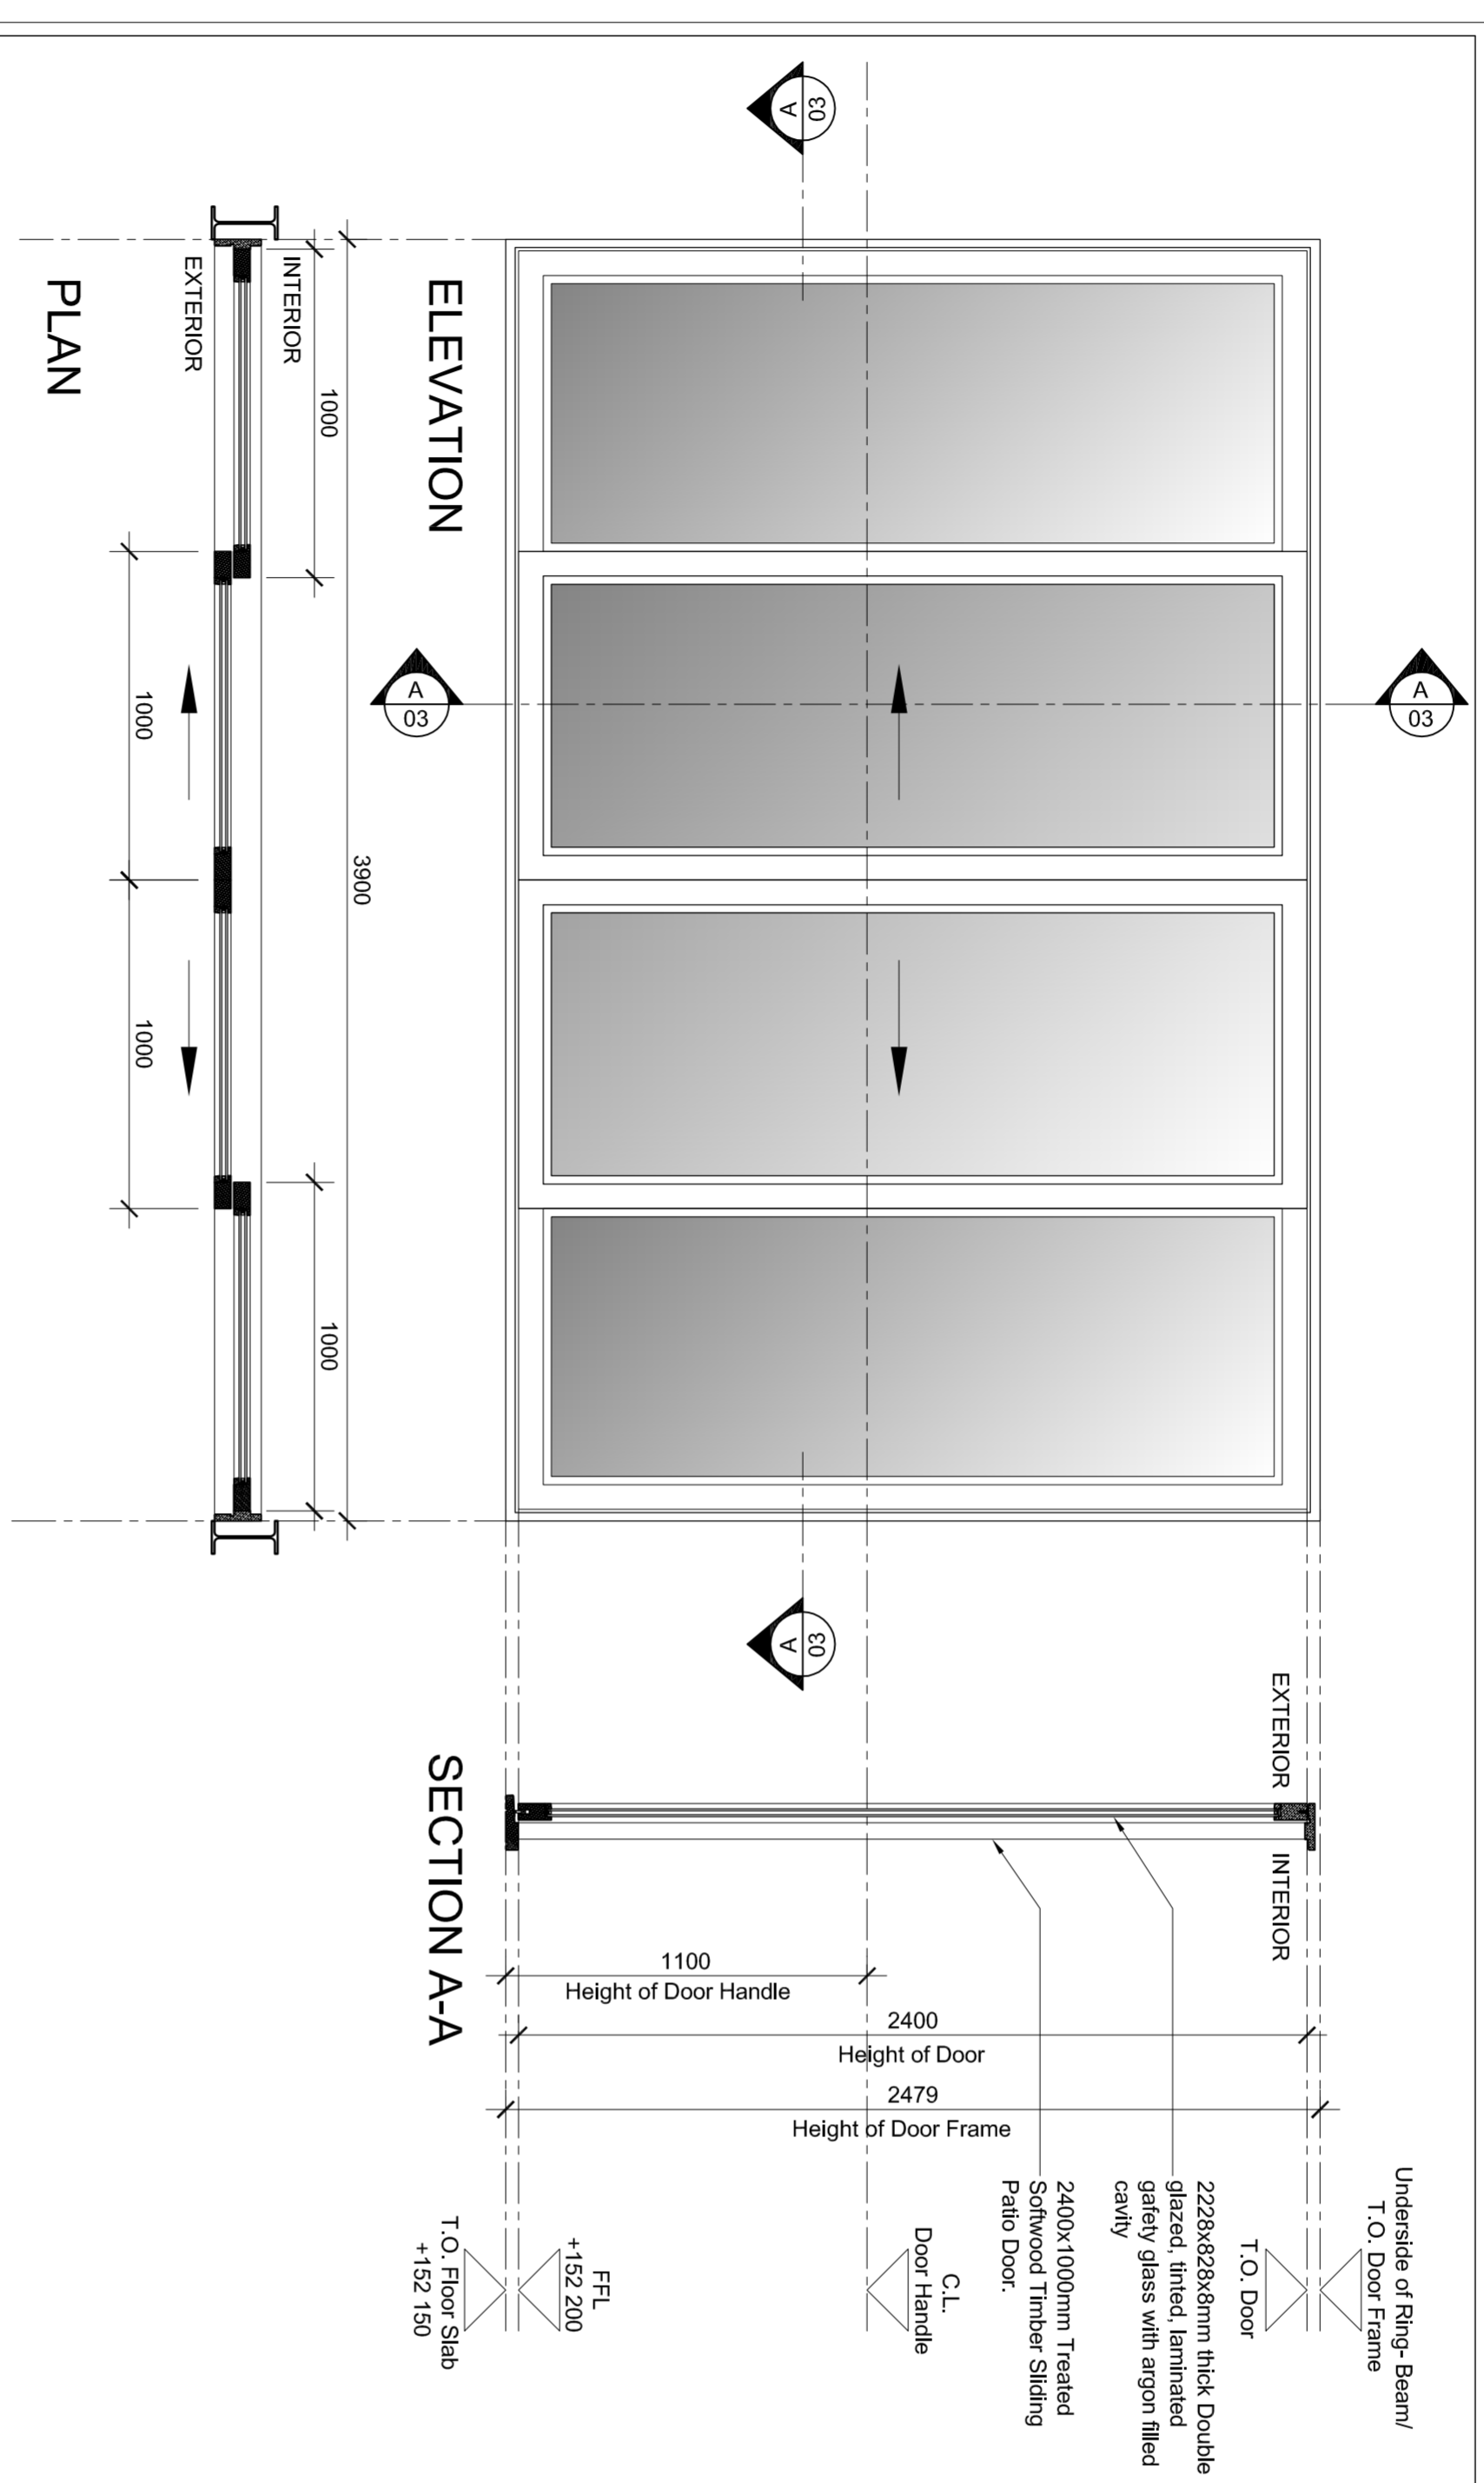 A
03
A
03
A
03
A
03
ELEVATION
3900
1000
1000
1000
1000
INTERIOR
EXTERIOR
PLAN
EXTERIOR
INTERIOR
SECTION A-A
1100
Height of Door Handle
2400
Height of Door
2479
Height of Door Frame
Underside of Ring- Beam/
T.O. Door Frame
T.O. Door
2228x828x8mm thick Double
glazed, tinted, laminated
gafety glass with argon filled
cavity
2400x1000mm Treated
Softwood Timber Sliding
Patio Door.
C.L.
Door Handle
FFL
+152 200
T.O. Floor Slab
+152 150